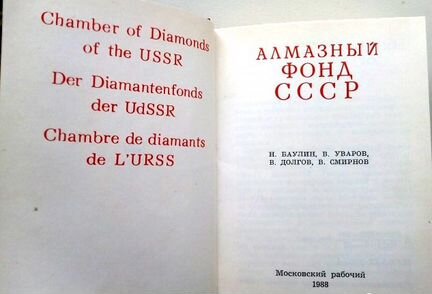 Chamber of Diamonds
of the USSR
Der Diamantenfonds
der UdSSR
Chambre de diamants
de L'URSS
АЛМАЗНЫЙ
ФОНД
СССР
Н. БАУЛИН, В. УВАРОВ,
В. ДОЛГОВ, В. СМИРНОВ
Московский рабочий
1988